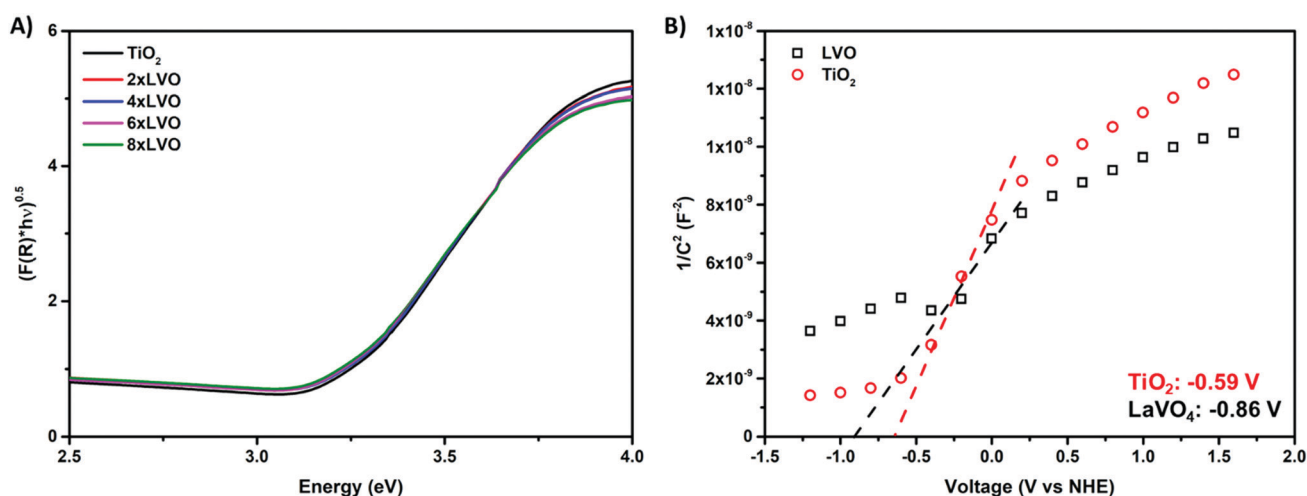 A)
6
4
2
0
2.5
3.0
3.5
4.0
(F(R)*hν)^0.5
Energy (eV)
TiO₂
2xLVO
4xLVO
6xLVO
8xLVO
B)
1x10⁻⁸
1x10⁻⁸
1x10⁻⁸
8x10⁻⁹
6x10⁻⁹
4x10⁻⁹
2x10⁻⁹
0
-1.5
-1.0
-0.5
0.0
0.5
1.0
1.5
2.0
1/C² (F⁻²)
Voltage (V vs NHE)
LVO
TiO₂
TiO₂: -0.59 V
LaVO₄: -0.86 V